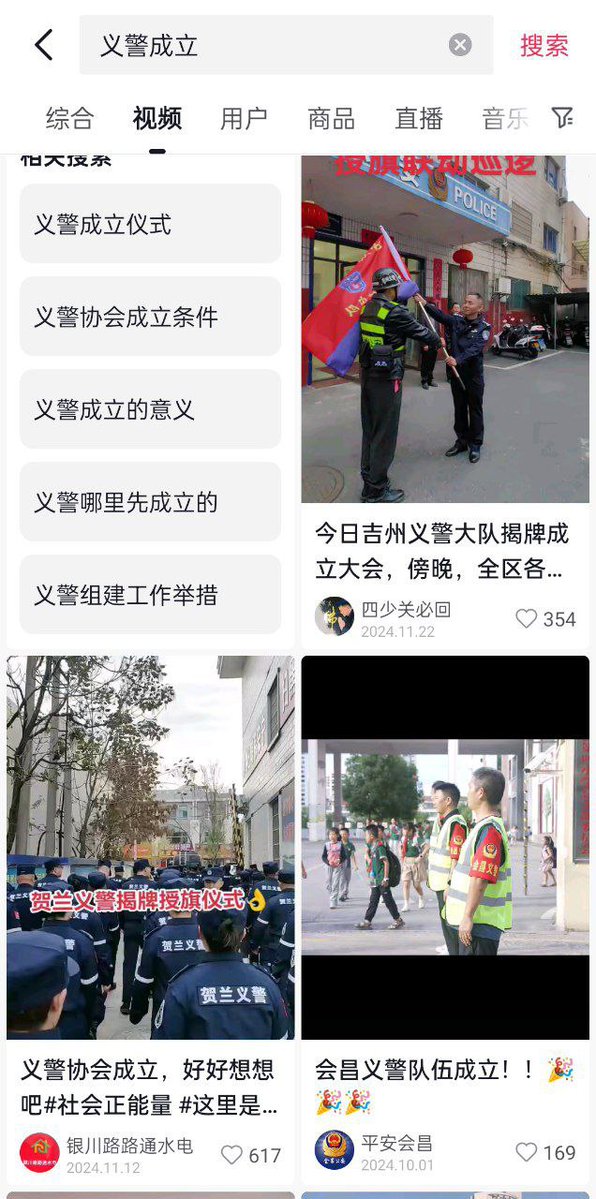 义警成立
搜索
综合
视频
用户
商品
直播
音乐
相关搜索
义警成立仪式
义警协会成立条件
义警成立的意义
义警哪里先成立的
义警组建工作举措
授旗联动巡逻
POLICE
今日吉州义警大队揭牌成
立大会，傍晚，全区各...
四少关必回
2024.11.22
354
贺兰义警揭牌授旗仪式👌
贺兰义警
贺兰义警
义警协会成立，好好想想
吧#社会正能量 #这里是...
银川路路通水电
2024.11.12
617
会昌义警
会昌义警队伍成立！！🎉
🎉🎉
平安会昌
2024.10.01
169